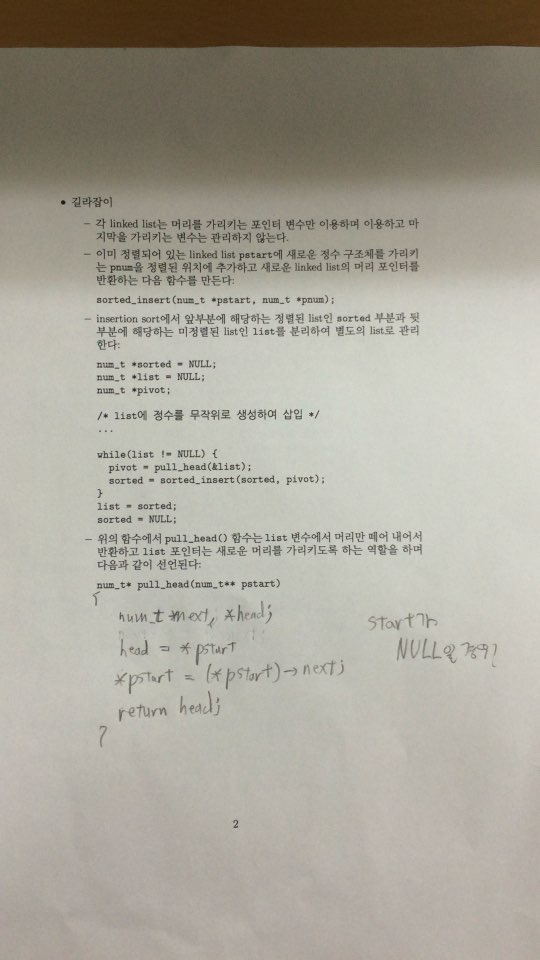 • 길라잡이
– 각 linked list는 머리를 가리키는 포인터 변수만 이용하며 이용하고 마
지막을 가리키는 변수는 관리하지 않는다.
– 이미 정렬되어 있는 linked list pstart에 새로운 정수 구조체를 가리키
는 pnum을 정렬된 위치에 추가하고 새로운 linked list의 머리 포인터를
반환하는 다음 함수를 만든다:
sorted_insert(num_t *pstart, num_t *pnum);
– insertion sort에서 앞부분에 해당하는 정렬된 list인 sorted 부분과 뒷
부분에 해당하는 미정렬된 list인 list를 분리하여 별도의 list로 관리
한다:
num_t *sorted = NULL;
num_t *list = NULL;
num_t *pivot;
/* list에 정수를 무작위로 생성하여 삽입 */
...
while(list != NULL) {
pivot = pull_head(&list);
sorted = sorted_insert(sorted, pivot);
}
list = sorted;
sorted = NULL;
– 위의 함수에서 pull_head() 함수는 list 변수에서 머리만 떼어 내어서
반환하고 list 포인터는 새로운 머리를 가리키도록 하는 역할을 하며
다음과 같이 선언된다:
num_t* pull_head(num_t** pstart)
{
num_t *next, *head;
head = *pstart
*pstart = (*pstart)→next;
return head;
}
start가
NULL일 경우!
2